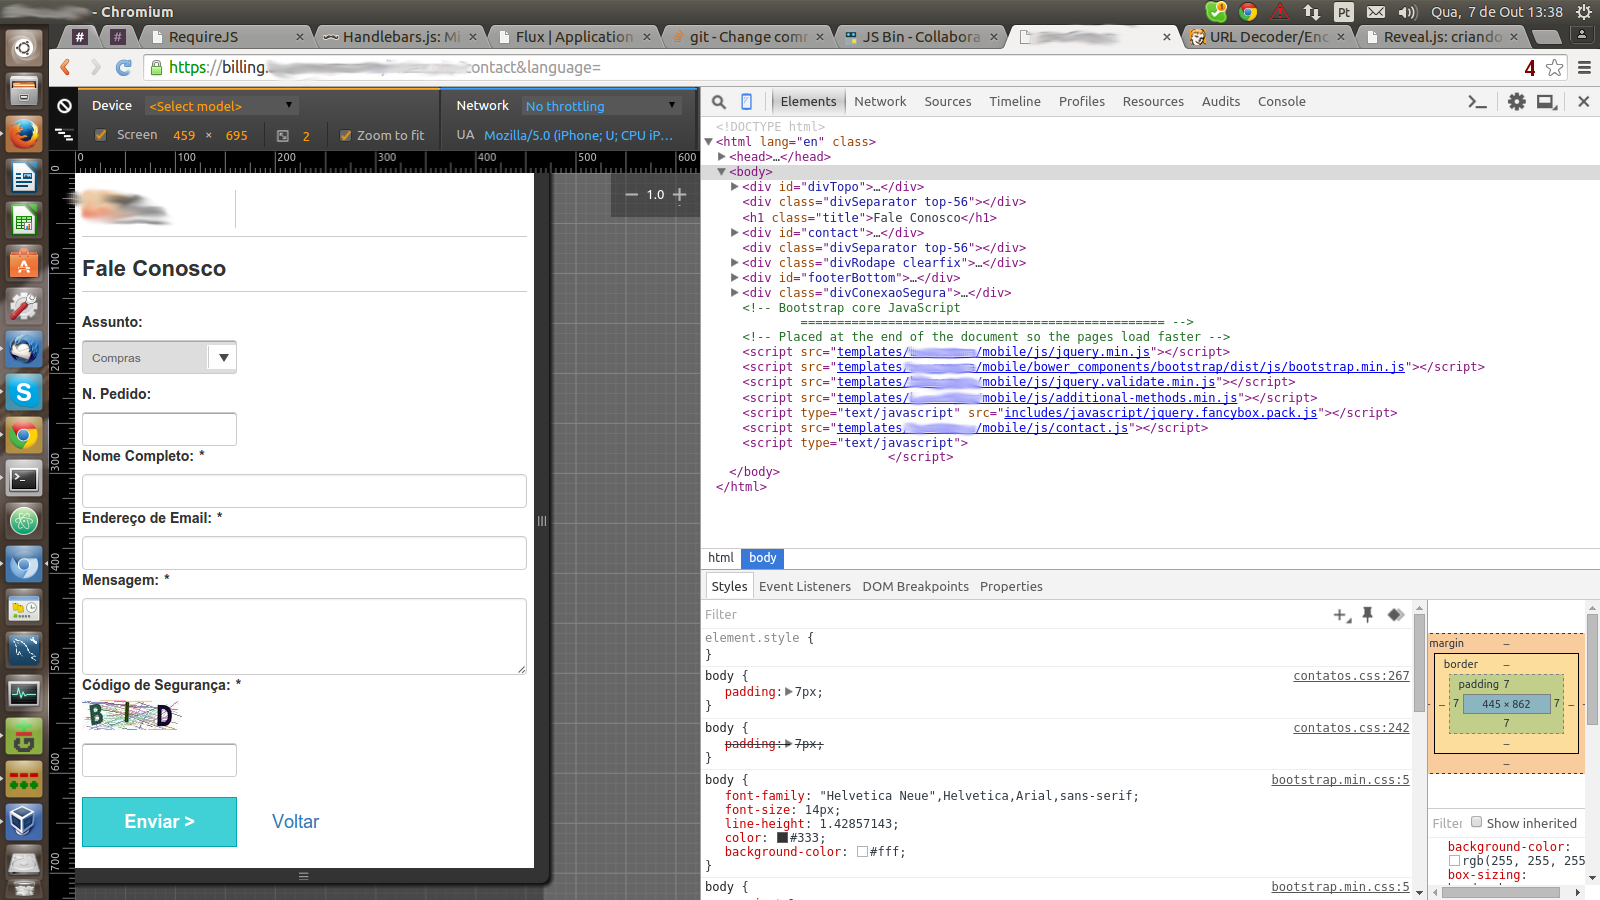 - Chromium
Pt
Qua, 7 de Out 13:38
#
#
RequireJS
Handlebars.js: Mi
Flux | Application
git - Change comm
JS Bin - Collabora
URL Decoder/Enc
Reveal.js: criando
https://billing.
contact&language=
4
Device
<Select model>
Network
No throttling
Screen
459
×
695
2
Zoom to fit
UA
Mozilla/5.0 (iPhone; U; CPU iP...
0
100
200
300
400
500
600
0
100
200
300
400
500
600
700
1.0
Fale Conosco
Assunto:
Compras
N. Pedido:
Nome Completo: *
Endereço de Email: *
Mensagem: *
Código de Segurança: *
B I D
Enviar >
Voltar
Elements
Network
Sources
Timeline
Profiles
Resources
Audits
Console
<!DOCTYPE html>
<html lang="en" class>
<head>…</head>
<body>
<div id="divTopo">…</div>
<div class="divSeparator top-56"></div>
<h1 class="title">Fale Conosco</h1>
<div id="contact">…</div>
<div class="divSeparator top-56"></div>
<div class="divRodape clearfix">…</div>
<div id="footerBottom">…</div>
<div class="divConexaoSegura">…</div>
<!-- Bootstrap core JavaScript
================================================== -->
<!-- Placed at the end of the document so the pages load faster -->
<script src="templates/ /mobile/js/jquery.min.js"></script>
<script src="templates/ /mobile/bower_components/bootstrap/dist/js/bootstrap.min.js"></script>
<script src="templates/ /mobile/js/jquery.validate.min.js"></script>
<script src="templates/ mobile/js/additional-methods.min.js"></script>
<script type="text/javascript" src="includes/javascript/jquery.fancybox.pack.js"></script>
<script src="templates/ /mobile/js/contact.js"></script>
<script type="text/javascript">
</script>
</body>
</html>
html
body
Styles
Event Listeners
DOM Breakpoints
Properties
Filter
element.style {
}
body {
contatos.css:267
padding: 7px;
}
body {
contatos.css:242
padding: 7px;
}
body {
bootstrap.min.css:5
font-family: "Helvetica Neue",Helvetica,Arial,sans-serif;
font-size: 14px;
line-height: 1.42857143;
color: #333;
background-color: #fff;
}
body {
bootstrap.min.css:5
margin
–
border
–
padding 7
–
–
7
445 × 862
7
–
–
7
–
–
Filter
Show inherited
background-color:
rgb(255, 255, 255
box-sizing: